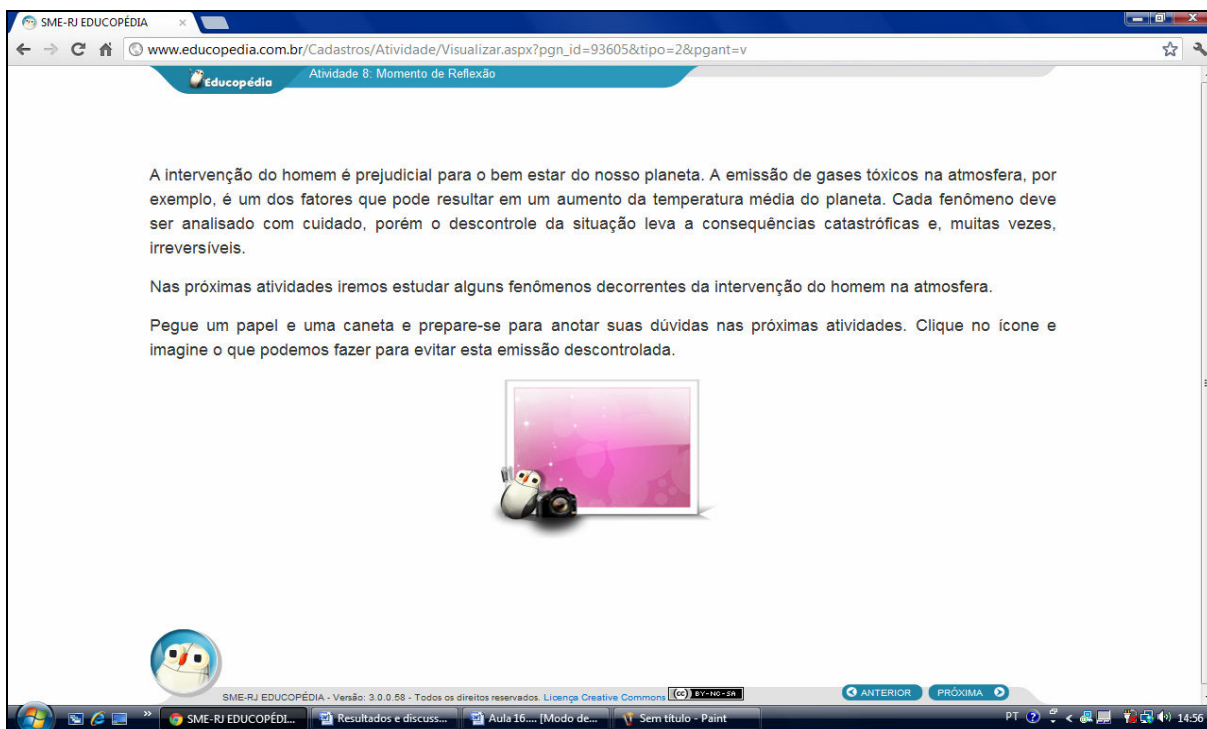 SME-RJ EDUCOPÉDIA
www.educopedia.com.br/Cadastros/Atividade/Visualizar.aspx?pgn_id=93605&tipo=2&pgant=v
Educopédia
Atividade 8: Momento de Reflexão
A intervenção do homem é prejudicial para o bem estar do nosso planeta. A emissão de gases tóxicos na atmosfera, por
exemplo, é um dos fatores que pode resultar em um aumento da temperatura média do planeta. Cada fenômeno deve
ser analisado com cuidado, porém o descontrole da situação leva a consequências catastróficas e, muitas vezes,
irreversíveis.
Nas próximas atividades iremos estudar alguns fenômenos decorrentes da intervenção do homem na atmosfera.
Pegue um papel e uma caneta e prepare-se para anotar suas dúvidas nas próximas atividades. Clique no ícone e
imagine o que podemos fazer para evitar esta emissão descontrolada.
SME-RJ EDUCOPÉDIA - Versão: 3.0.0.58 - Todos os direitos reservados. Licença Creative Commons (cc) BY-NC-SA
ANTERIOR PRÓXIMA
SME-RJ EDUCOPÉDI... Resultados e discuss... Aula 16.... [Modo de... Sem título - Paint PT 14:56